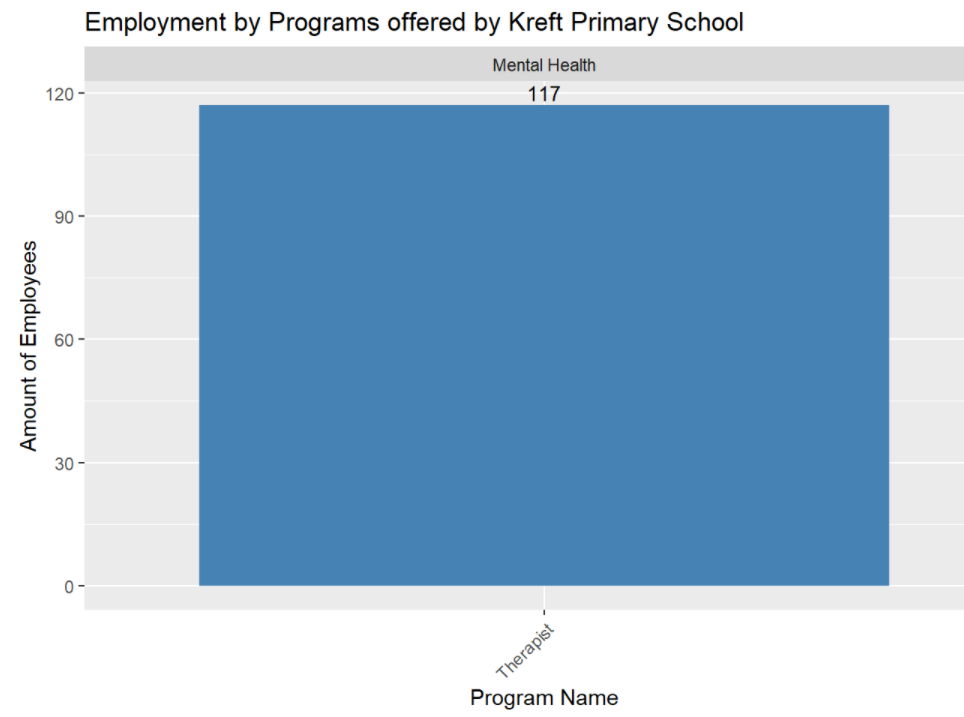 Employment by Programs offered by Kreft Primary School
Mental Health
117
120
90
60
30
0
Amount of Employees
Therapist
Program Name